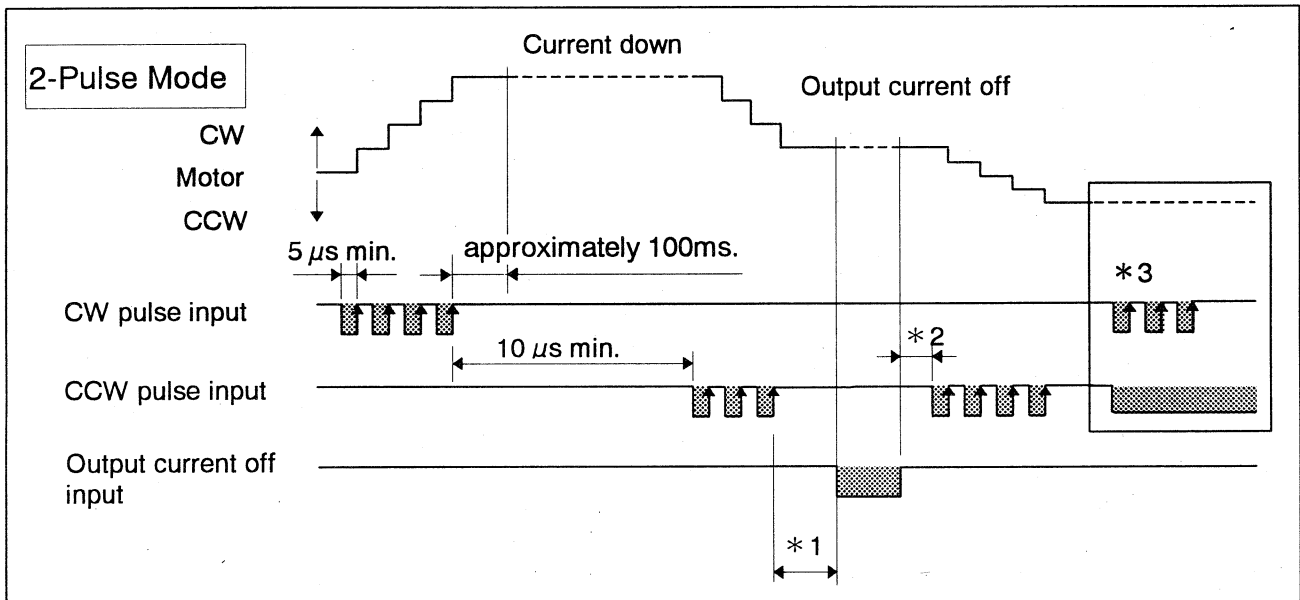 Current down
2-Pulse Mode
Output current off
CW
Motor
CCW
5 μs min.
approximately 100ms.
＊3
CW pulse input
10 μs min.
＊2
CCW pulse input
Output current off
input
＊1